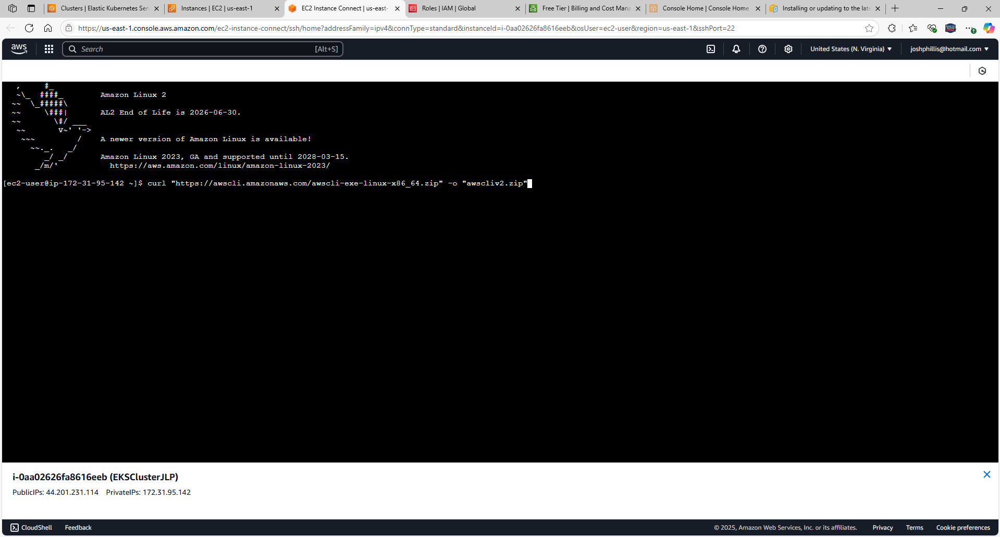 Clusters | Elastic Kubernetes Ser
Instances | EC2 | us-east-1
EC2 Instance Connect | us-east-
Roles | IAM | Global
Free Tier | Billing and Cost Mana
Console Home | Console Home
Installing or updating to the late
https://us-east-1.console.aws.amazon.com/ec2-instance-connect/ssh/home?addressFamily=ipv4&connType=standard&instanceId=i-0aa02626fa8616eeb&osUser=ec2-user&region=us-east-1&sshPort=22
aws
Search
[Alt+S]
United States (N. Virginia)
joshphillis@hotmail.com
   ,     #_
   ~\_  ####_        Amazon Linux 2
  ~~  \_#####\
  ~~     \###|       AL2 End of Life is 2026-06-30.
  ~~       \#/ ___
   ~~       V~' '->
    ~~~         /    A newer version of Amazon Linux is available!
      ~~._.   _/
         _/ _/       Amazon Linux 2023, GA and supported until 2028-03-15.
       _/m/'           https://aws.amazon.com/linux/amazon-linux-2023/
[ec2-user@ip-172-31-95-142 ~]$ curl "https://awscli.amazonaws.com/awscli-exe-linux-x86_64.zip" -o "awscliv2.zip"
i-0aa02626fa8616eeb (EKSClusterJLP)
PublicIPs: 44.201.231.114 PrivateIPs: 172.31.95.142
CloudShell
Feedback
© 2025, Amazon Web Services, Inc. or its affiliates.
Privacy
Terms
Cookie preferences